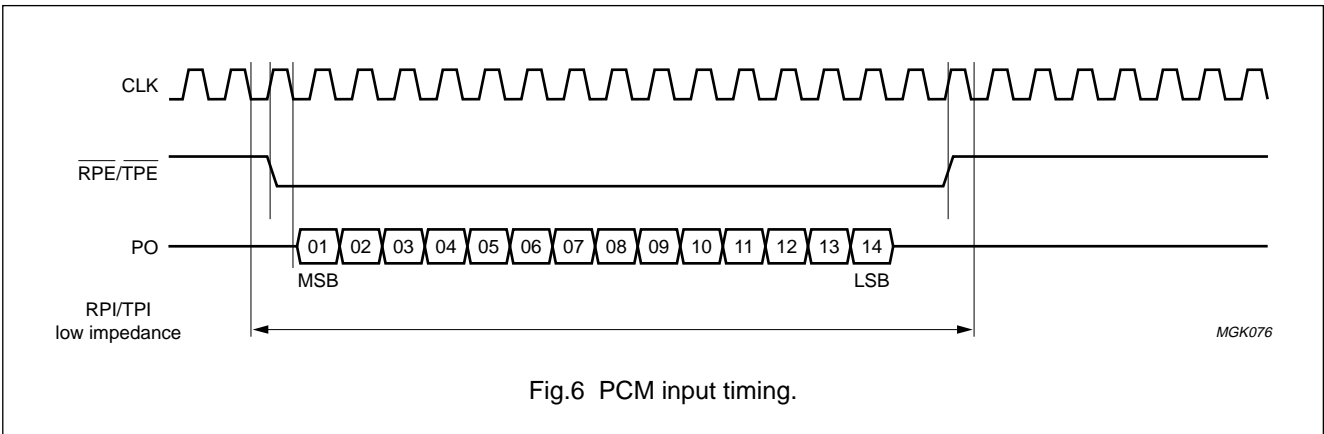 CLK
RPE/TPE
PO
01 02 03 04 05 06 07 08 09 10 11 12 13 14
MSB LSB
RPI/TPI
low impedance
MGK076
Fig.6 PCM input timing.